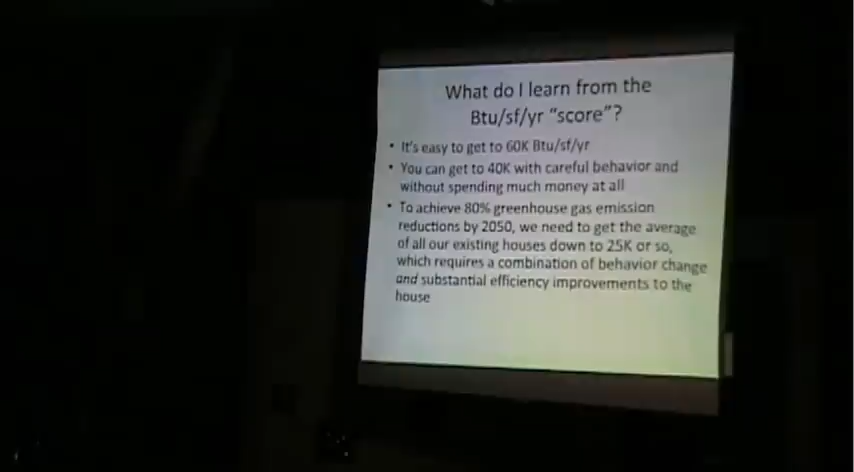 What do I learn from the
Btu/sf/yr "score"?
• It's easy to get to 60K Btu/sf/yr
• You can get to 40K with careful behavior and
without spending much money at all
• To achieve 80% greenhouse gas emission
reductions by 2050, we need to get the average
of all our existing houses down to 25K or so,
which requires a combination of behavior change
and substantial efficiency improvements to the
house